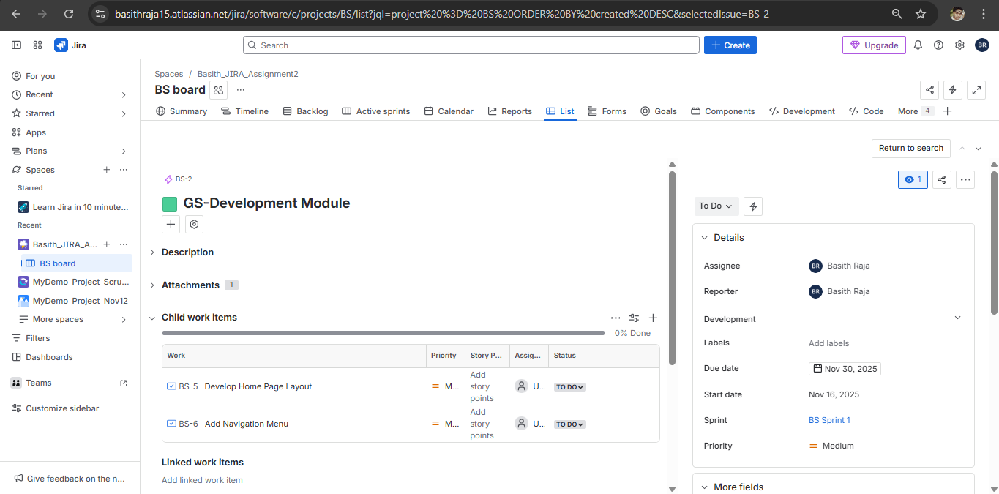 basithraja15.atlassian.net/jira/software/c/projects/BS/list?jql=project%20%3D%20BS%20ORDER%20BY%20created%20DESC&selectedIssue=BS-2
Jira
Search
Create
Upgrade
BR
For you
Recent
Starred
Apps
Plans
Spaces
Starred
Learn Jira in 10 minute...
Recent
Basith_JIRA_A...
BS board
MyDemo_Project_Scru...
MyDemo_Project_Nov12
More spaces
Filters
Dashboards
Teams
Customize sidebar
Give feedback on the n...
Spaces / Basith_JIRA_Assignment2
BS board
Summary Timeline Backlog Active sprints Calendar Reports List Forms Goals Components Development Code More 4
Return to search
BS-2
GS-Development Module
Description
Attachments 1
Child work items
0% Done
Work Priority Story P... Assig... Status
BS-5 Develop Home Page Layout M... Add story points U... TO DO
BS-6 Add Navigation Menu M... Add story points U... TO DO
Linked work items
Add linked work item
1
To Do
Details
Assignee BR Basith Raja
Reporter BR Basith Raja
Development
Labels Add labels
Due date Nov 30, 2025
Start date Nov 16, 2025
Sprint BS Sprint 1
Priority Medium
More fields